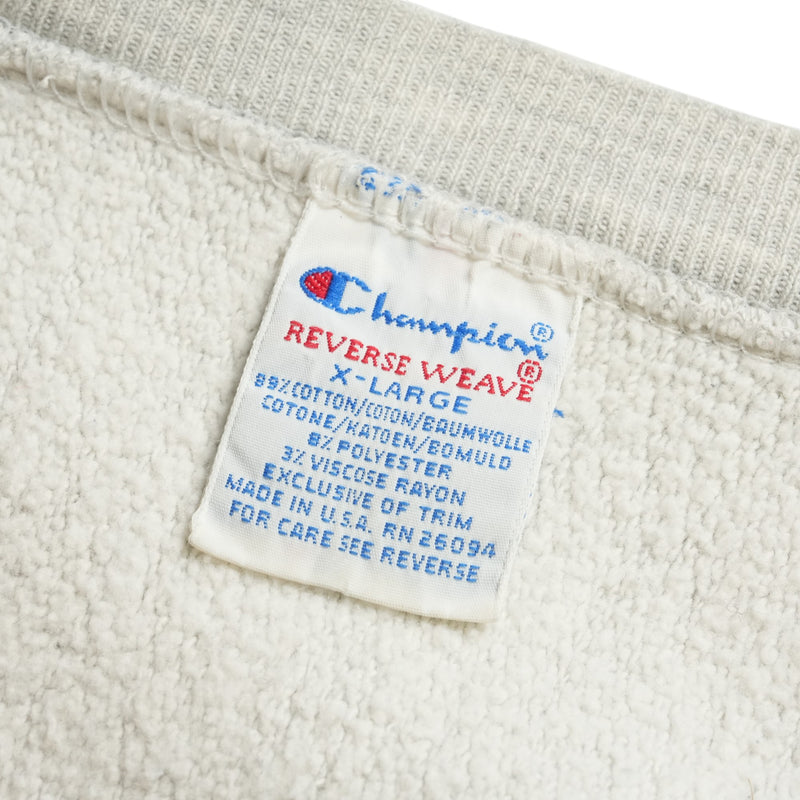 Champion®
REVERSE WEAVE®
X-LARGE
89% COTTON/COTON/BAUMWOLLE
COTONE/KATOEN/BOMULD
8% POLYESTER
3% VISCOSE RAYON
EXCLUSIVE OF TRIM
MADE IN U.S.A. RN 26094
FOR CARE SEE REVERSE